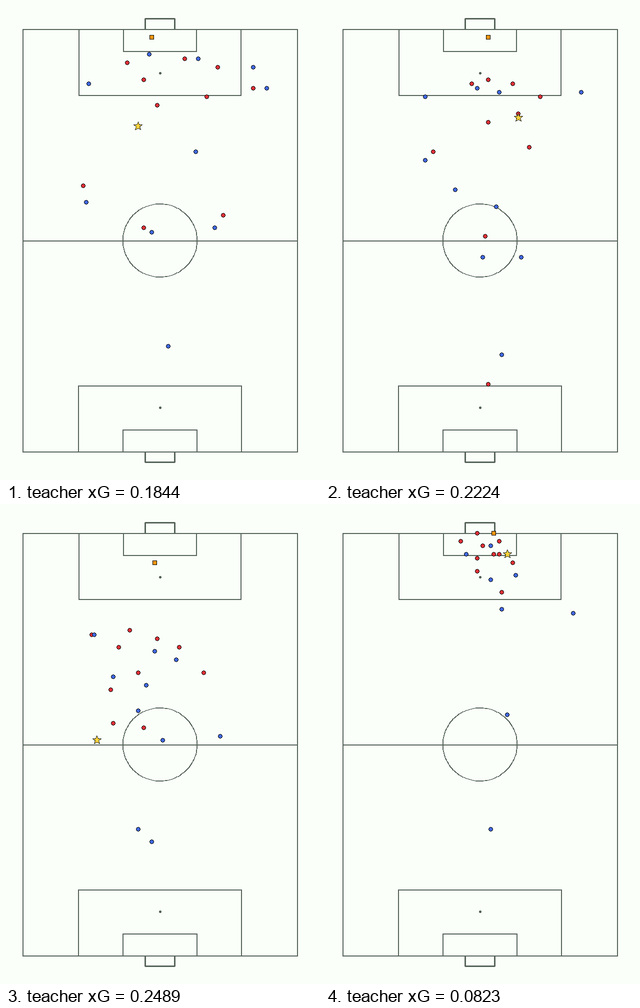 1. teacher xG = 0.1844
2. teacher xG = 0.2224
3. teacher xG = 0.2489
4. teacher xG = 0.0823